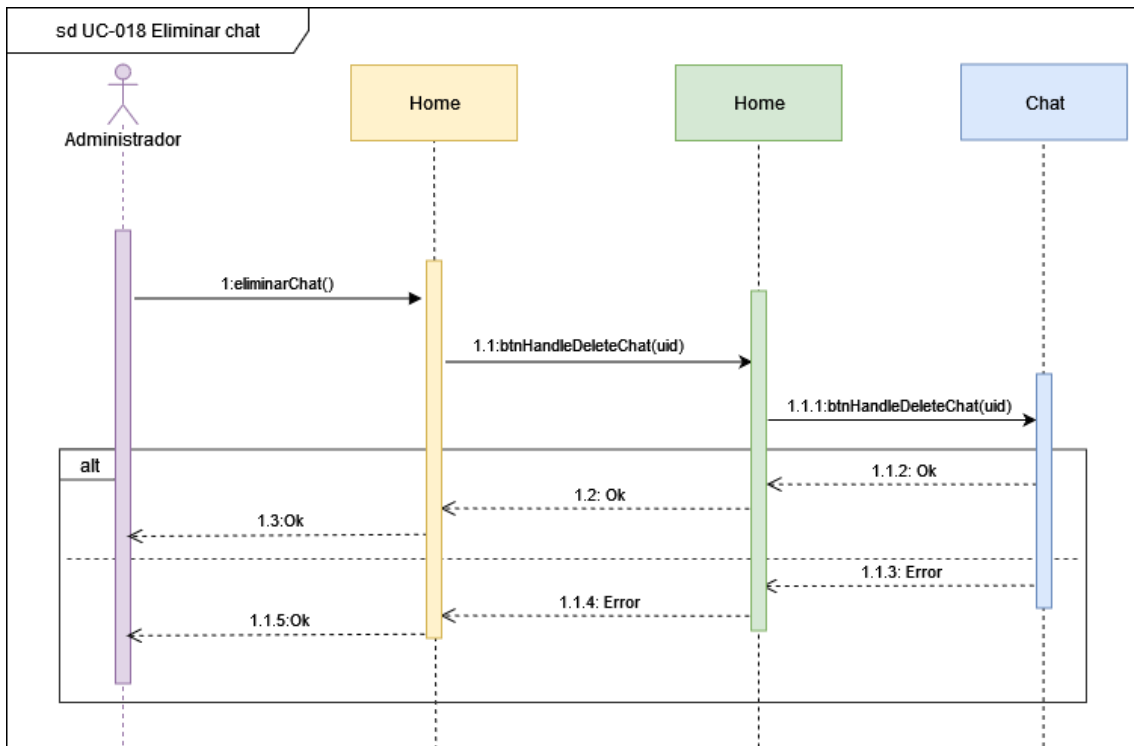 sd UC-018 Eliminar chat
Administrador
Home
Home
Chat
1:eliminarChat()
1.1:btnHandleDeleteChat(uid)
1.1.1:btnHandleDeleteChat(uid)
alt
1.1.2: Ok
1.2: Ok
1.3:Ok
1.1.3: Error
1.1.4: Error
1.1.5:Ok